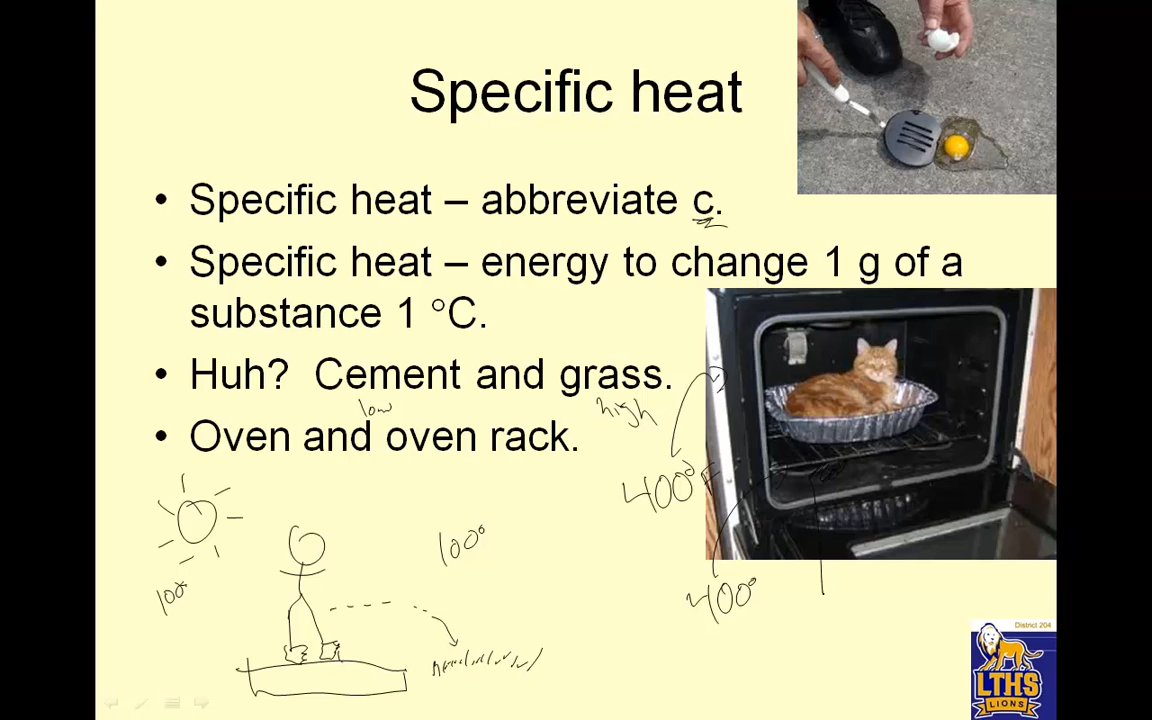 Specific heat
• Specific heat – abbreviate c.
• Specific heat – energy to change 1 g of a
substance 1 °C.
• Huh? Cement and grass.
low high
• Oven and oven rack.
400° F
100°
100°
400°
District 204
LTHS
LIONS